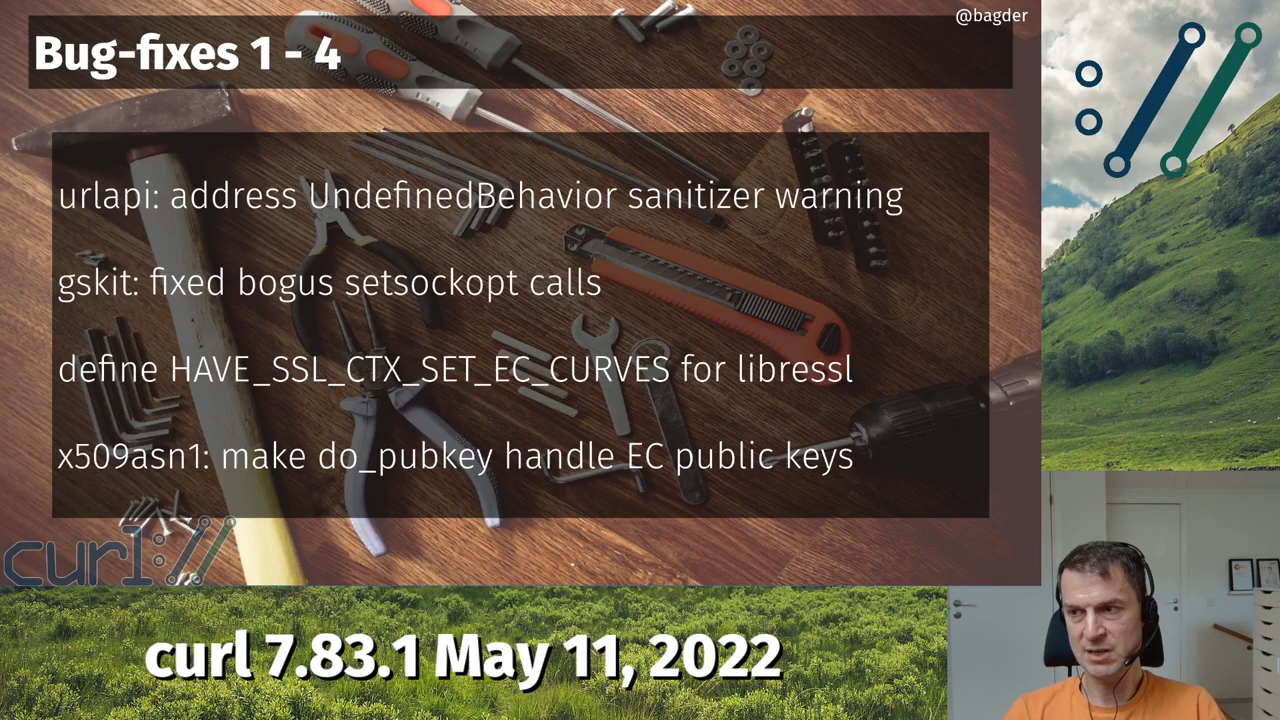 @bagder
Bug-fixes 1 - 4
urlapi: address UndefinedBehavior sanitizer warning
gskit: fixed bogus setsockopt calls
define HAVE_SSL_CTX_SET_EC_CURVES for libressl
x509asn1: make do_pubkey handle EC public keys
curl://
curl 7.83.1 May 11, 2022